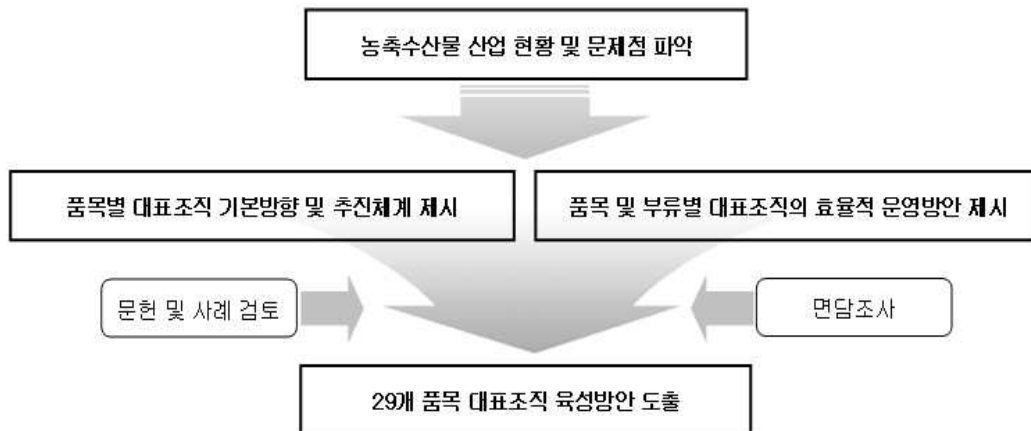 농축수산물 산업 현황 및 문제점 파악
품목별 대표조직 기본방향 및 추진체계 제시
품목 및 부류별 대표조직의 효율적 운영방안 제시
문헌 및 사례 검토
면담조사
29개 품목 대표조직 육성방안 도출